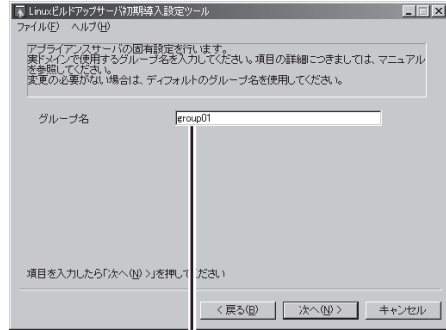 Linuxビルドアップサーバ初期導入設定ツール
ファイル(F) ヘルプ(H)
アプライアンスサーバの固有設定を行います。
実ドメインで使用するグループ名を入力してください。項目の詳細につきましては、マニュアル
を参照してください。
変更の必要がない場合は、ディフォルトのグループ名を使用してください。
グループ名 group01
項目を入力したら「次へ(N) >」を押してください
< 戻る(B) 次へ(N) > キャンセル